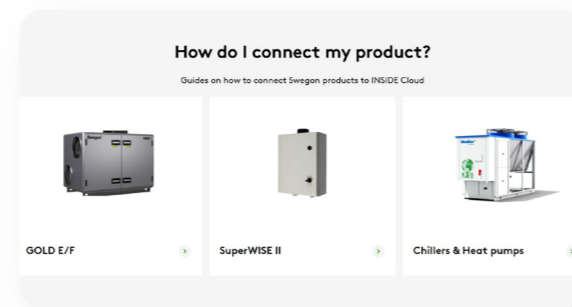 How do I connect my product?
Guides on how to connect Swegon products to INSIDE Cloud
Swegon
GOLD E/F
SuperWISE II
Chillers & Heat pumps